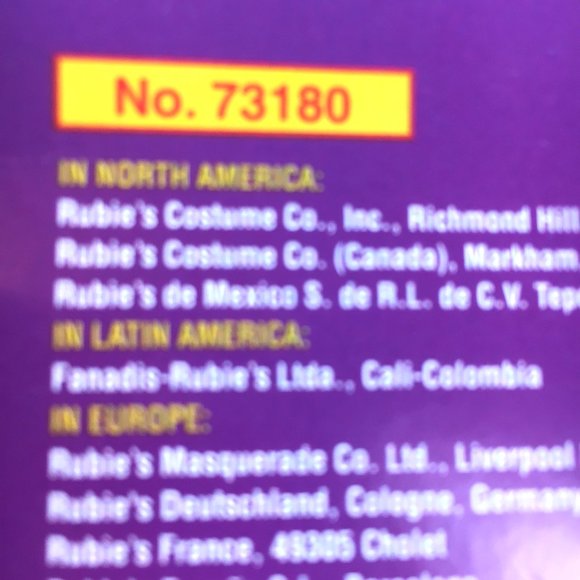 No. 73180
IN NORTH AMERICA:
Rubie's Costume Co., Inc., Richmond Hill
Rubie's Costume Co. (Canada), Markham
Rubie's de Mexico S. de R.L. de C.V.
IN LATIN AMERICA:
Fanadis-Rubie's Ltda., Cali-Colombia
IN EUROPE:
Rubie's Masquerade Co. Ltd., Liverpool
Rubie's Deutschland, Cologne, Germany
Rubie's France, 49305 Cholet